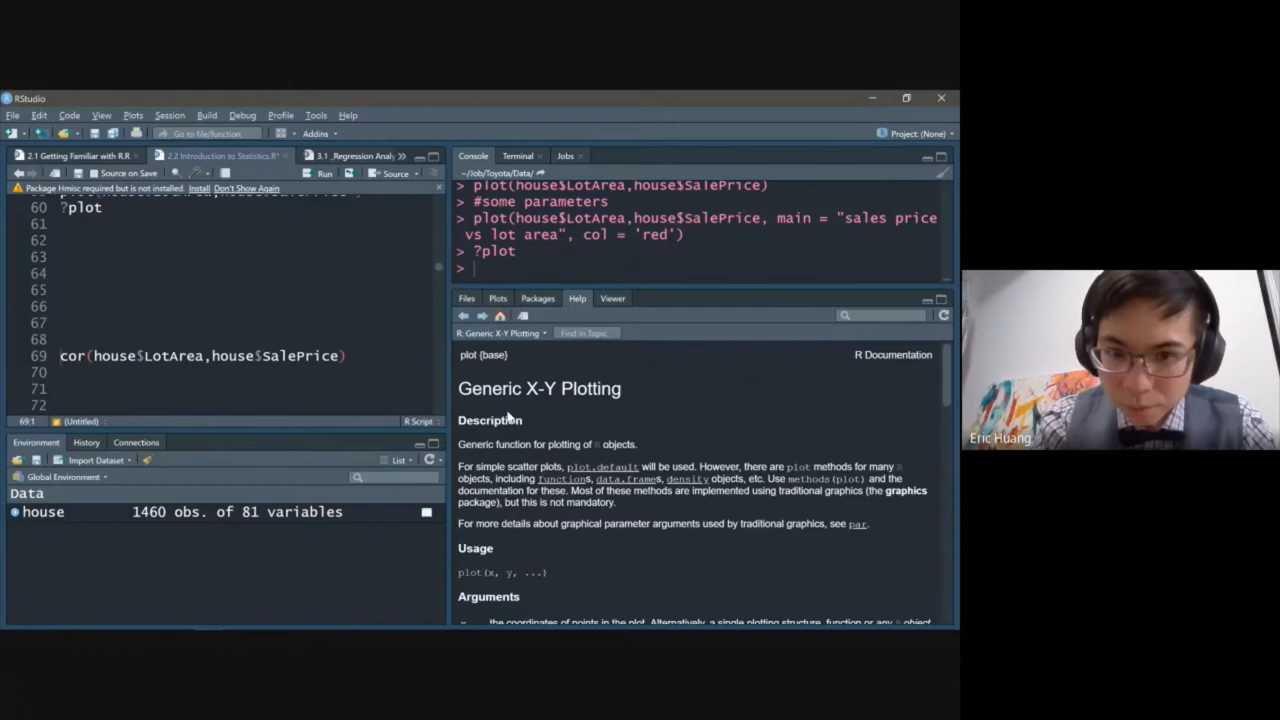 RStudio
File Edit Code View Plots Session Build Debug Profile Tools Help
Go to file/function Addins Project: (None)
2.1 Getting Familiar with R.R 2.2 Introduction to Statistics.R* 3.1 _Regression Analy
Source on Save Run Source
Package Hmisc required but is not installed. Install Don't Show Again
60 ?plot
61
62
63
64
65
66
67
68
69 cor(house$LotArea,house$SalePrice)
70
71
72
69:1 (Untitled) R Script
Environment History Connections
Import Dataset List
Global Environment
Data
house 1460 obs. of 81 variables
Console Terminal Jobs
~/Job/Toyota/Data/
> plot(house$LotArea,house$SalePrice)
> #some parameters
> plot(house$LotArea,house$SalePrice, main = "sales price
vs lot area", col = 'red')
> ?plot
>
Files Plots Packages Help Viewer
R: Generic X-Y Plotting Find in Topic
plot {base} R Documentation
Generic X-Y Plotting
Description
Generic function for plotting of R objects.
For simple scatter plots, plot.default will be used. However, there are plot methods for many R
objects, including functions, data.frames, density objects, etc. Use methods(plot) and the
documentation for these. Most of these methods are implemented using traditional graphics (the graphics
package), but this is not mandatory.
For more details about graphical parameter arguments used by traditional graphics, see par.
Usage
plot(x, y, ...)
Arguments
the coordinates of points in the plot. Alternatively, a single plotting structure, function or any R object
Eric Huang